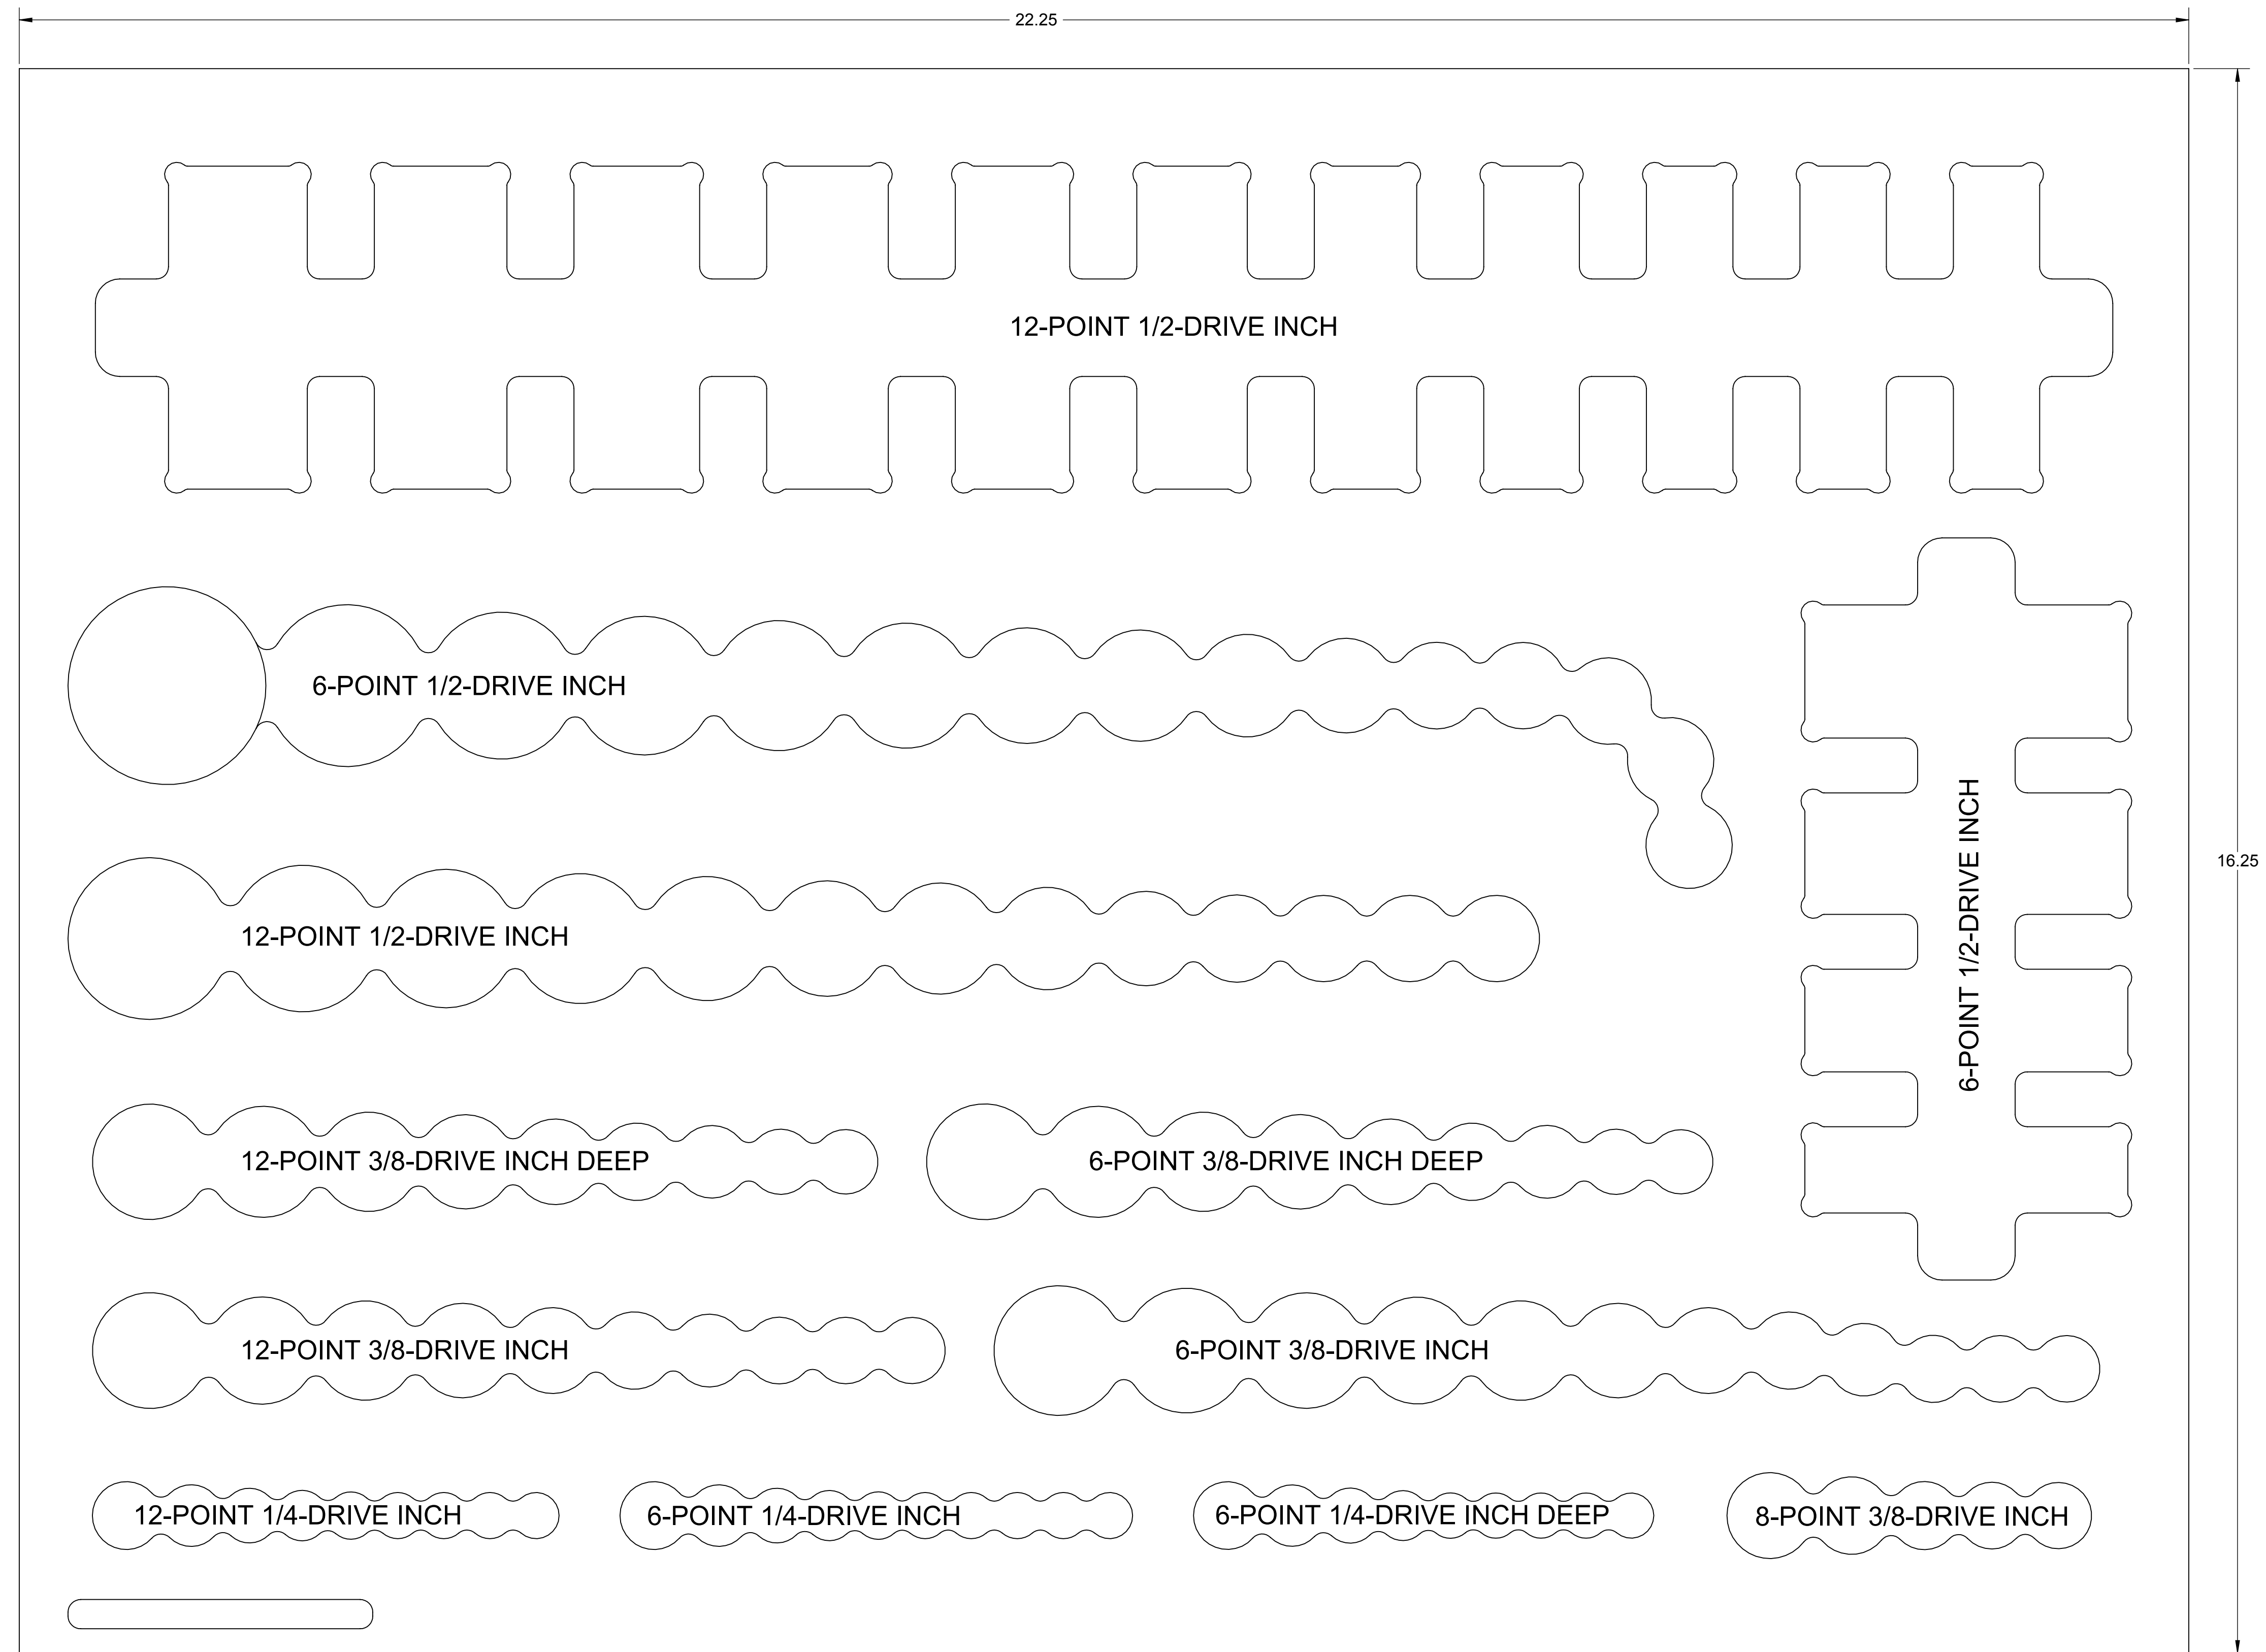 22.25
12-POINT 1/2-DRIVE INCH
6-POINT 1/2-DRIVE INCH
6-POINT 1/2-DRIVE INCH
16.25
12-POINT 1/2-DRIVE INCH
12-POINT 3/8-DRIVE INCH DEEP
6-POINT 3/8-DRIVE INCH DEEP
12-POINT 3/8-DRIVE INCH
6-POINT 3/8-DRIVE INCH
12-POINT 1/4-DRIVE INCH
6-POINT 1/4-DRIVE INCH
6-POINT 1/4-DRIVE INCH DEEP
8-POINT 3/8-DRIVE INCH